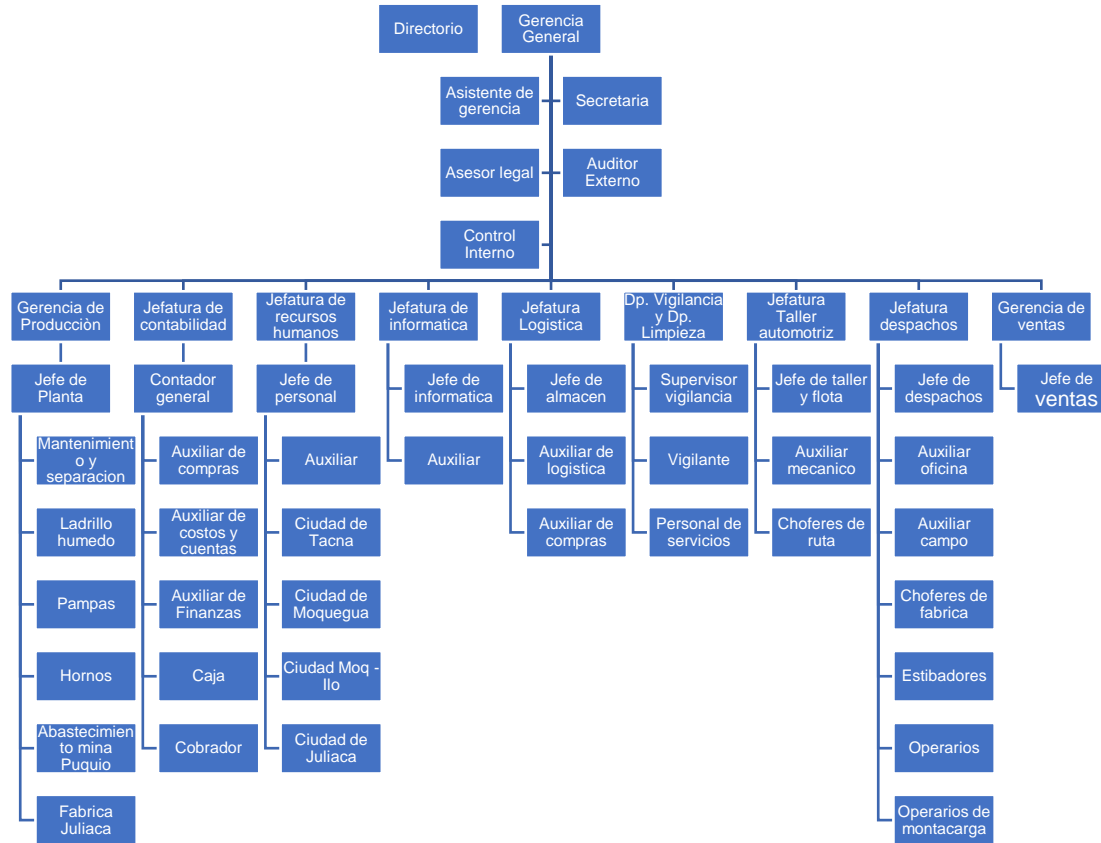 Directorio
Gerencia
General
Asistente de
gerencia
Secretaria
Asesor legal
Auditor
Externo
Control
Interno
Gerencia de
Producciòn
Jefe de
Planta
Mantenimient
o y
separacion
Ladrillo
humedo
Pampas
Hornos
Abastecimien
to mina
Puquio
Fabrica
Juliaca
Jefatura de
contabilidad
Contador
general
Auxiliar de
compras
Auxiliar de
costos y
cuentas
Auxiliar de
Finanzas
Caja
Cobrador
Jefatura de
recursos
humanos
Jefe de
personal
Auxiliar
Ciudad de
Tacna
Ciudad de
Moquegua
Ciudad Moq -
Ilo
Ciudad de
Juliaca
Jefatura de
informatica
Jefe de
informatica
Auxiliar
Jefatura
Logistica
Jefe de
almacen
Auxiliar de
logistica
Auxiliar de
compras
Dp. Vigilancia
y Dp.
Limpieza
Supervisor
vigilancia
Vigilante
Personal de
servicios
Jefatura
Taller
automotriz
Jefe de taller
y flota
Auxiliar
mecanico
Choferes de
ruta
Jefatura
despachos
Jefe de
despachos
Auxiliar
oficina
Auxiliar
campo
Choferes de
fabrica
Estibadores
Operarios
Operarios de
montacarga
Gerencia de
ventas
Jefe de
ventas